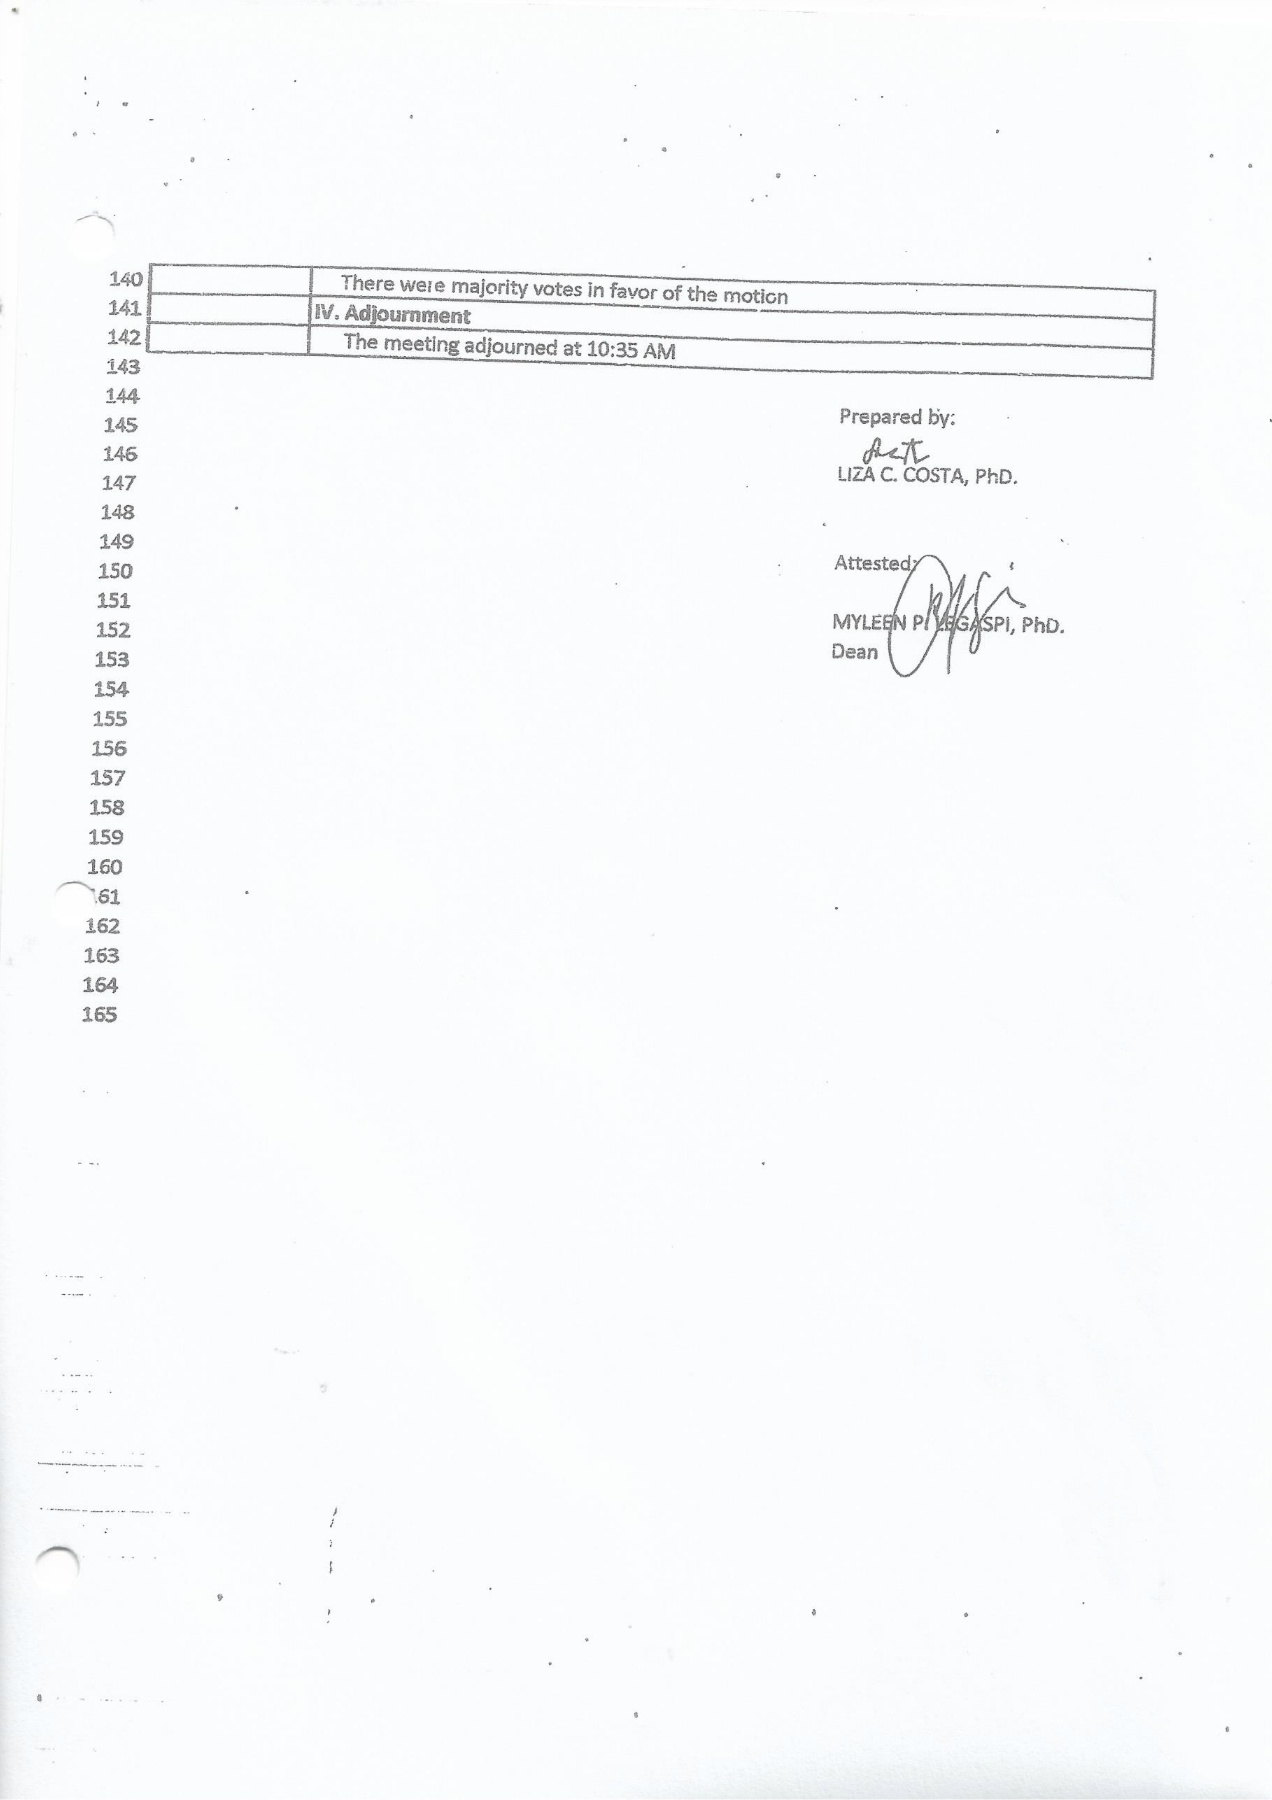 140 There were majority votes in favor of the motion
141 IV. Adjournment
142 The meeting adjourned at 10:35 AM
143
144
145 Prepared by:
146
147 LIZA C. COSTA, PhD.
148
149
150 Attested:
151
152 MYLEEN P. LEGASPI, PhD.
153 Dean
154
155
156
157
158
159
160
161
162
163
164
165